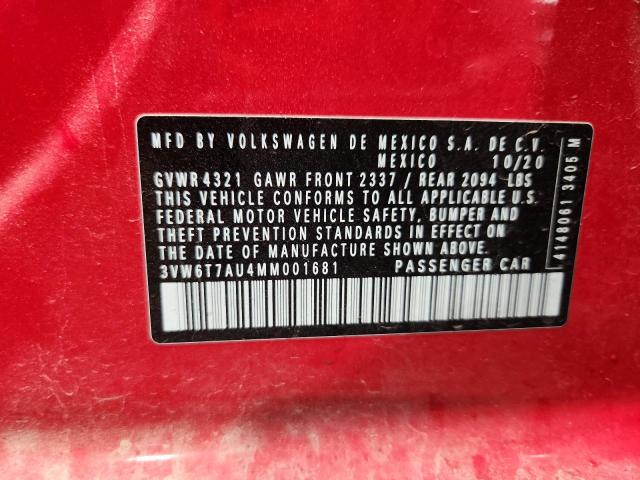 MFD BY VOLKSWAGEN DE MEXICO S.A. DE C.V.
MEXICO 10/20
GVWR 4321 GAWR FRONT 2337 / REAR 2094 LBS
THIS VEHICLE CONFORMS TO ALL APPLICABLE U.S.
FEDERAL MOTOR VEHICLE SAFETY, BUMPER AND
THEFT PREVENTION STANDARDS IN EFFECT ON
THE DATE OF MANUFACTURE SHOWN ABOVE.
3VW6T7AU4MM001681 PASSENGER CAR
4148061 3405 M